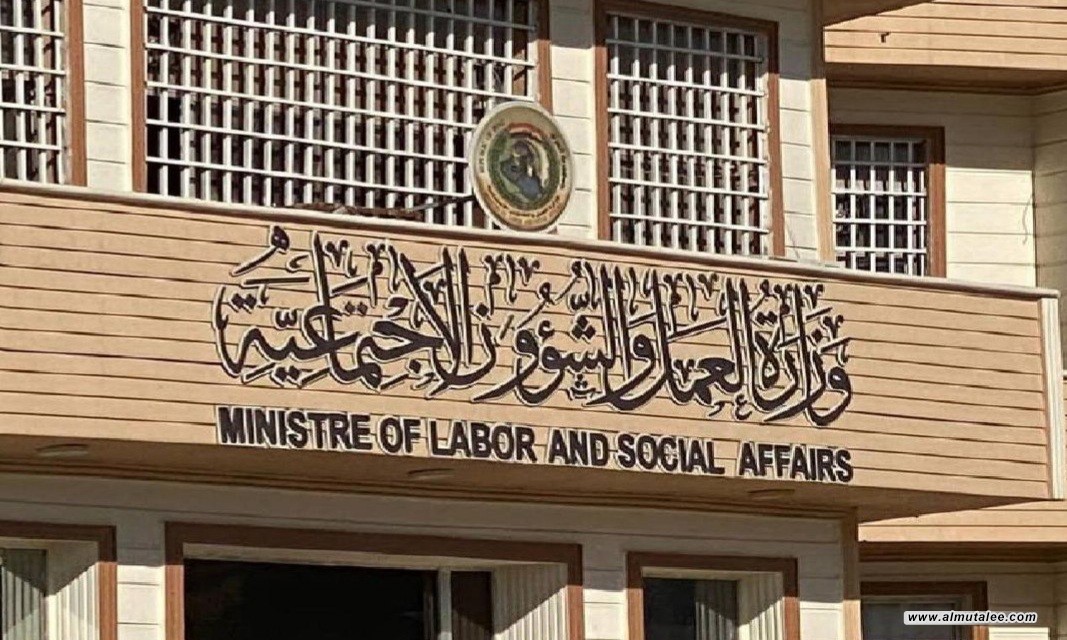 وزارة العمل والشؤون الاجتماعية
MINISTRE OF LABOR AND SOCIAL AFFAIRS
www.almutalee.com